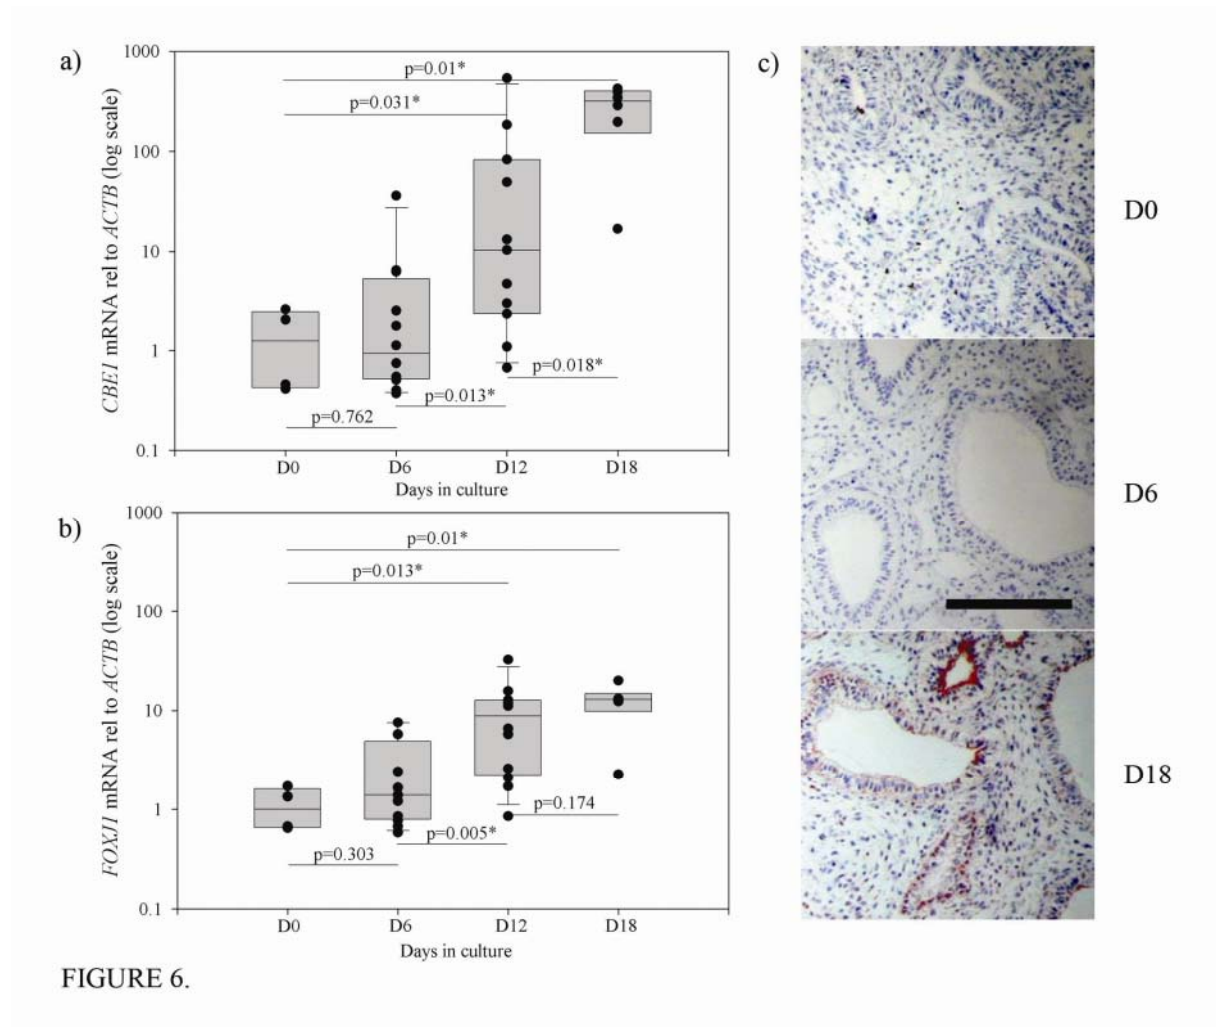 a)
CBE1 mRNA rel to ACTB (log scale)
1000
100
10
1
0.1
p=0.01*
p=0.031*
p=0.018*
p=0.013*
p=0.762
D0 D6 D12 D18
Days in culture
b)
FOXJ1 mRNA rel to ACTB (log scale)
1000
100
10
1
0.1
p=0.01*
p=0.013*
p=0.174
p=0.005*
p=0.303
D0 D6 D12 D18
Days in culture
c)
D0
D6
D18
FIGURE 6.